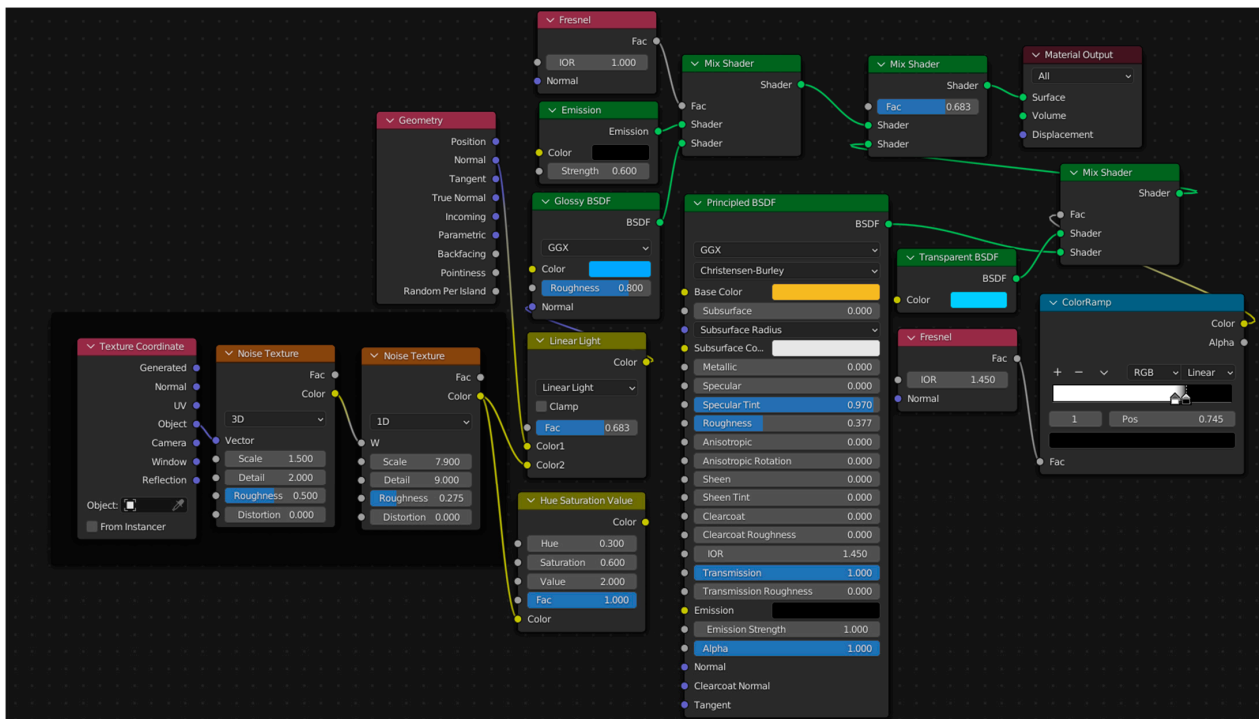 Fresnel
Fac
IOR 1.000
Normal
Emission
Emission
Color
Strength 0.600
Mix Shader
Shader
Fac
Shader
Shader
Mix Shader
Shader
Fac 0.683
Shader
Shader
Material Output
All
Surface
Volume
Displacement
Geometry
Position
Normal
Tangent
True Normal
Incoming
Parametric
Backfacing
Pointiness
Random Per Island
Glossy BSDF
BSDF
GGX
Color
Roughness 0.800
Normal
Principled BSDF
BSDF
GGX
Christensen-Burley
Base Color
Subsurface 0.000
Subsurface Radius
Subsurface Co...
Metallic 0.000
Specular 0.000
Specular Tint 0.970
Roughness 0.377
Anisotropic 0.000
Anisotropic Rotation 0.000
Sheen 0.000
Sheen Tint 0.000
Clearcoat 0.000
Clearcoat Roughness 0.000
IOR 1.450
Transmission 1.000
Transmission Roughness 0.000
Emission
Emission Strength 1.000
Alpha 1.000
Normal
Clearcoat Normal
Tangent
Mix Shader
Shader
Fac
Shader
Shader
Transparent BSDF
BSDF
Color
Fresnel
Fac
IOR 1.450
Normal
ColorRamp
Color
Alpha
+ − RGB Linear
1 Pos 0.745
Fac
Texture Coordinate
Generated
Normal
UV
Object
Camera
Window
Reflection
Object:
From Instancer
Noise Texture
Fac
Color
3D
Vector
Scale 1.500
Detail 2.000
Roughness 0.500
Distortion 0.000
Noise Texture
Fac
Color
1D
W
Scale 7.900
Detail 9.000
Roughness 0.275
Distortion 0.000
Linear Light
Color
Linear Light
Clamp
Fac 0.683
Color1
Color2
Hue Saturation Value
Color
Hue 0.300
Saturation 0.600
Value 2.000
Fac 1.000
Color